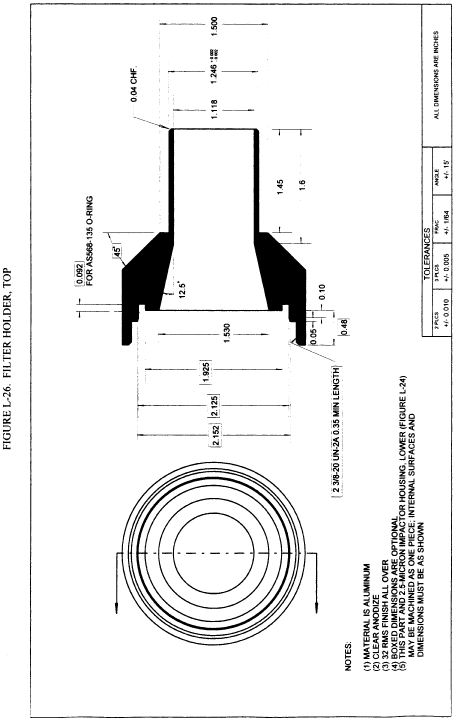 FIGURE L-26. FILTER HOLDER, TOP
1.500
1.246
1.118
0.04 CHF.
0.092
FOR AS568-135 O-RING
45°
12.5°
1.45
1.6
0.10
0.05
0.48
1.530
1.925
2.125
2.152
2 3/8-20 UN-2A 0.35 MIN LENGTH
NOTES:
(1) MATERIAL IS ALUMINUM
(2) CLEAR ANODIZE
(3) 32 RMS FINISH ALL OVER
(4) BOXED DIMENSIONS ARE OPTIONAL
(5) THIS PART AND 2.5-MICRON IMPACTOR HOUSING, LOWER (FIGURE L-24)
MAY BE MACHINED AS ONE PIECE; INTERNAL SURFACES AND
DIMENSIONS MUST BE AS SHOWN
TOLERANCES
2 PLCS 3 PLCS FRAC ANGLE
+/- 0.010 +/- 0.005 +/- 1/64 +/- 15'
ALL DIMENSIONS ARE INCHES